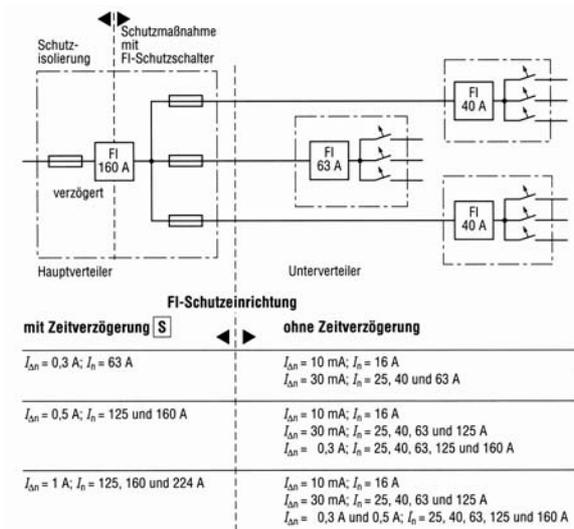 Schutz-
isolierung
Schutzmaßnahme
mit
FI-Schutzschalter
FI
160 A
verzögert
FI
63 A
FI
40 A
FI
40 A
Hauptverteiler
Unterverteiler
FI-Schutzeinrichtung
mit Zeitverzögerung S
ohne Zeitverzögerung
IΔn = 0,3 A; In = 63 A
IΔn = 10 mA; In = 16 A
IΔn = 30 mA; In = 25, 40 und 63 A
IΔn = 0,5 A; In = 125 und 160 A
IΔn = 10 mA; In = 16 A
IΔn = 30 mA; In = 25, 40, 63 und 125 A
IΔn = 0,3 A; In = 25, 40, 63, 125 und 160 A
IΔn = 1 A; In = 125, 160 und 224 A
IΔn = 10 mA; In = 16 A
IΔn = 30 mA; In = 25, 40, 63 und 125 A
IΔn = 0,3 A und 0,5 A; In = 25, 40, 63, 125 und 160 A